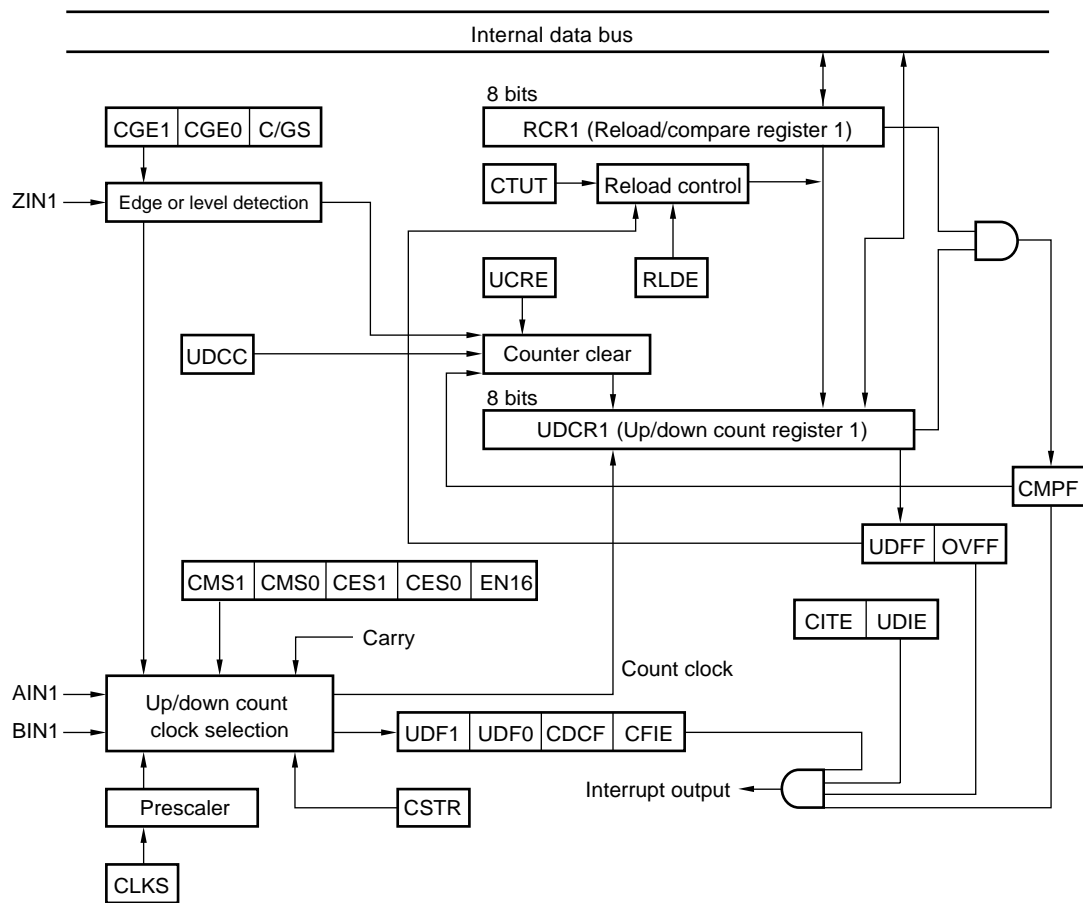 Internal data bus
8 bits
CGE1 CGE0 C/GS
RCR1 (Reload/compare register 1)
CTUT
Reload control
ZIN1
Edge or level detection
UCRE
RLDE
UDCC
Counter clear
8 bits
UDCR1 (Up/down count register 1)
CMPF
UDFF OVFF
CMS1 CMS0 CES1 CES0 EN16
CITE UDIE
Carry
Count clock
AIN1
BIN1
Up/down count
clock selection
UDF1 UDF0 CDCF CFIE
Interrupt output
Prescaler
CSTR
CLKS